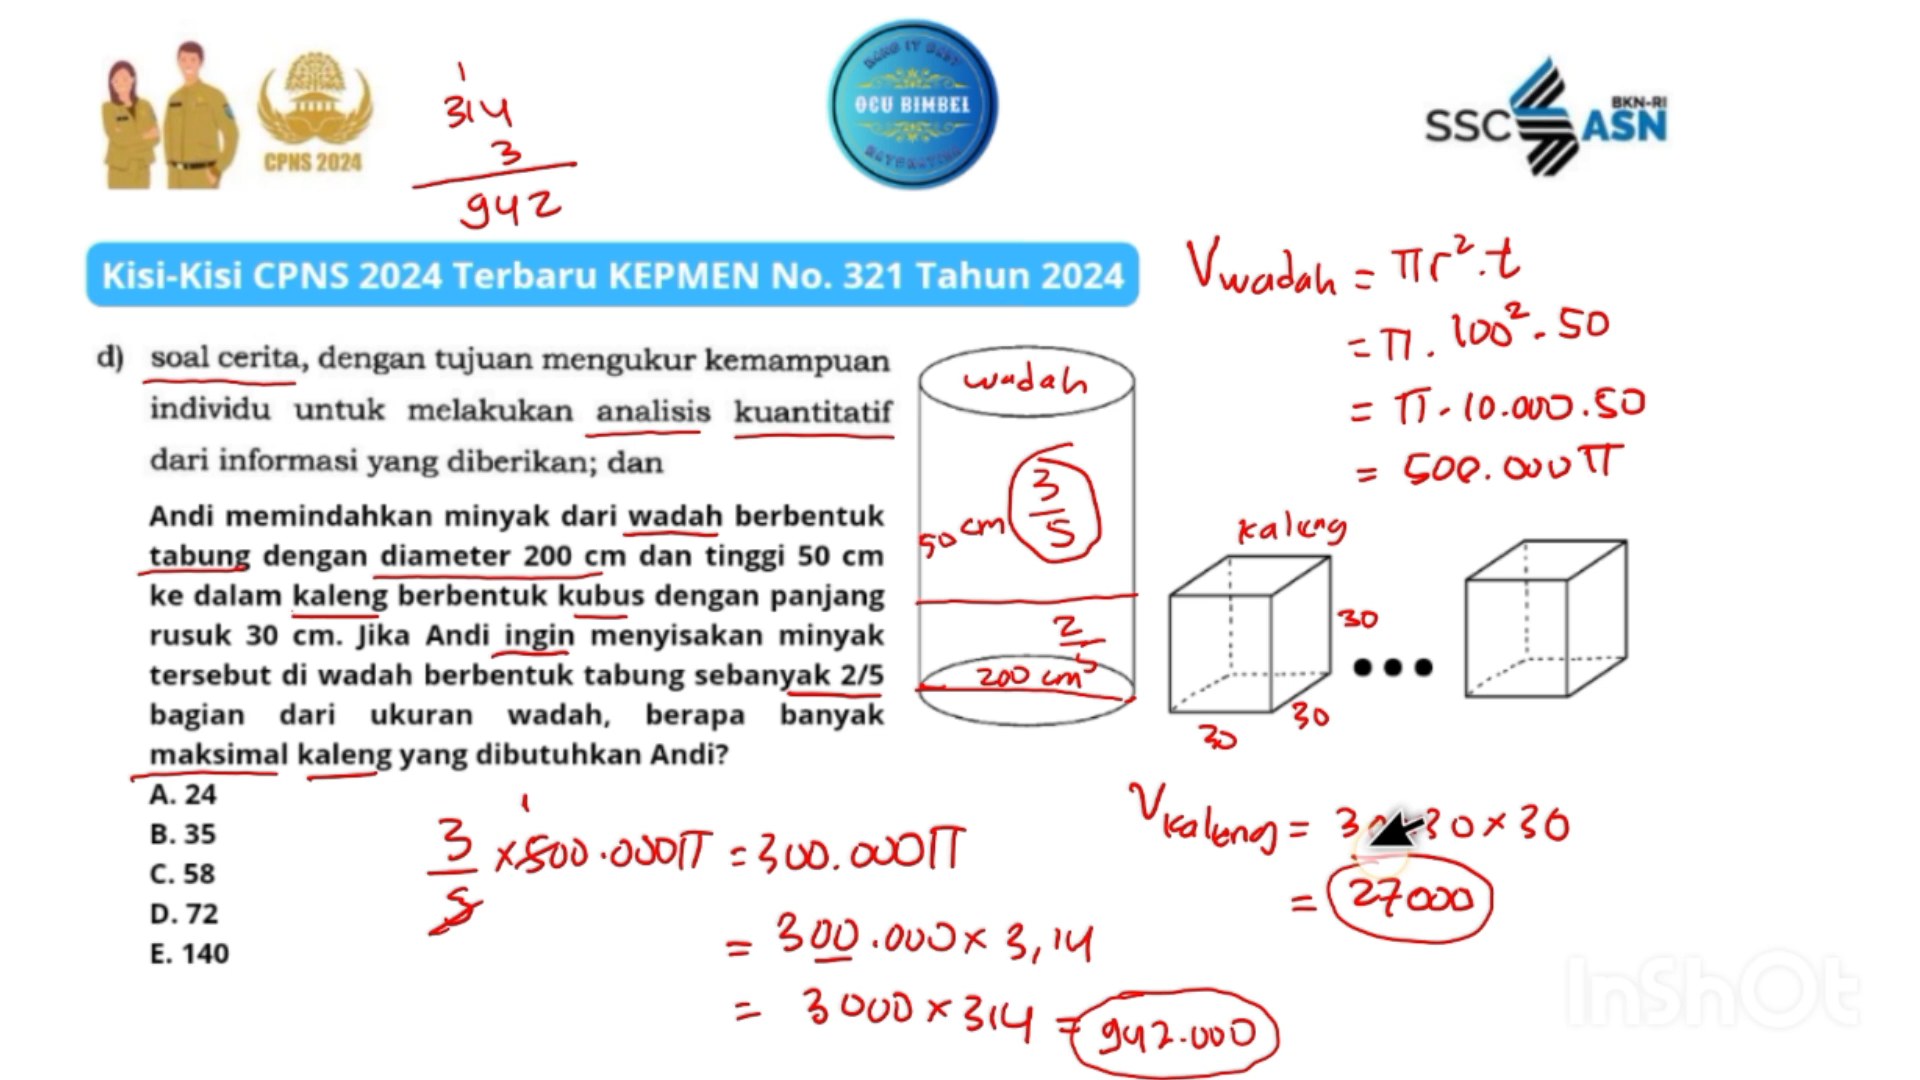 CPNS 2024
1
314
3
942
OCU BIMBEL
SSC ASN
BKN-RI
Kisi-Kisi CPNS 2024 Terbaru KEPMEN No. 321 Tahun 2024
d) soal cerita, dengan tujuan mengukur kemampuan
individu untuk melakukan analisis kuantitatif
dari informasi yang diberikan; dan
Andi memindahkan minyak dari wadah berbentuk
tabung dengan diameter 200 cm dan tinggi 50 cm
ke dalam kaleng berbentuk kubus dengan panjang
rusuk 30 cm. Jika Andi ingin menyisakan minyak
tersebut di wadah berbentuk tabung sebanyak 2/5
bagian dari ukuran wadah, berapa banyak
maksimal kaleng yang dibutuhkan Andi?
A. 24
B. 35
C. 58
D. 72
E. 140
wadah
50 cm
3/5
2/5
200 cm
V wadah = πr².t
= π. 100² . 50
= π. 10.000.50
= 500.000π
kaleng
30
30
30
V kaleng = 30 × 30 × 30
= 27000
1
3/5 × 500.000π = 300.000π
= 300.000 × 3,14
= 3000 × 314 = 942.000
InShOt